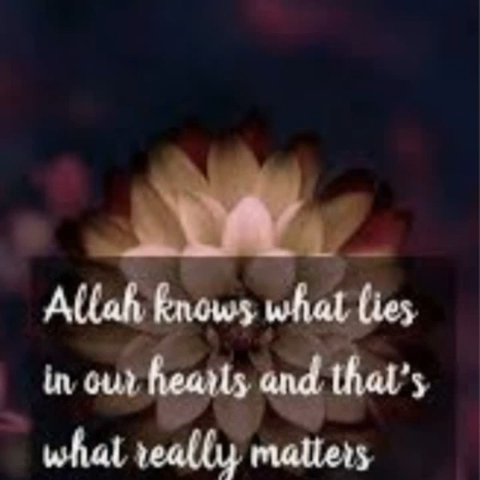 Allah knows what lies
in our hearts and that's
what really matters